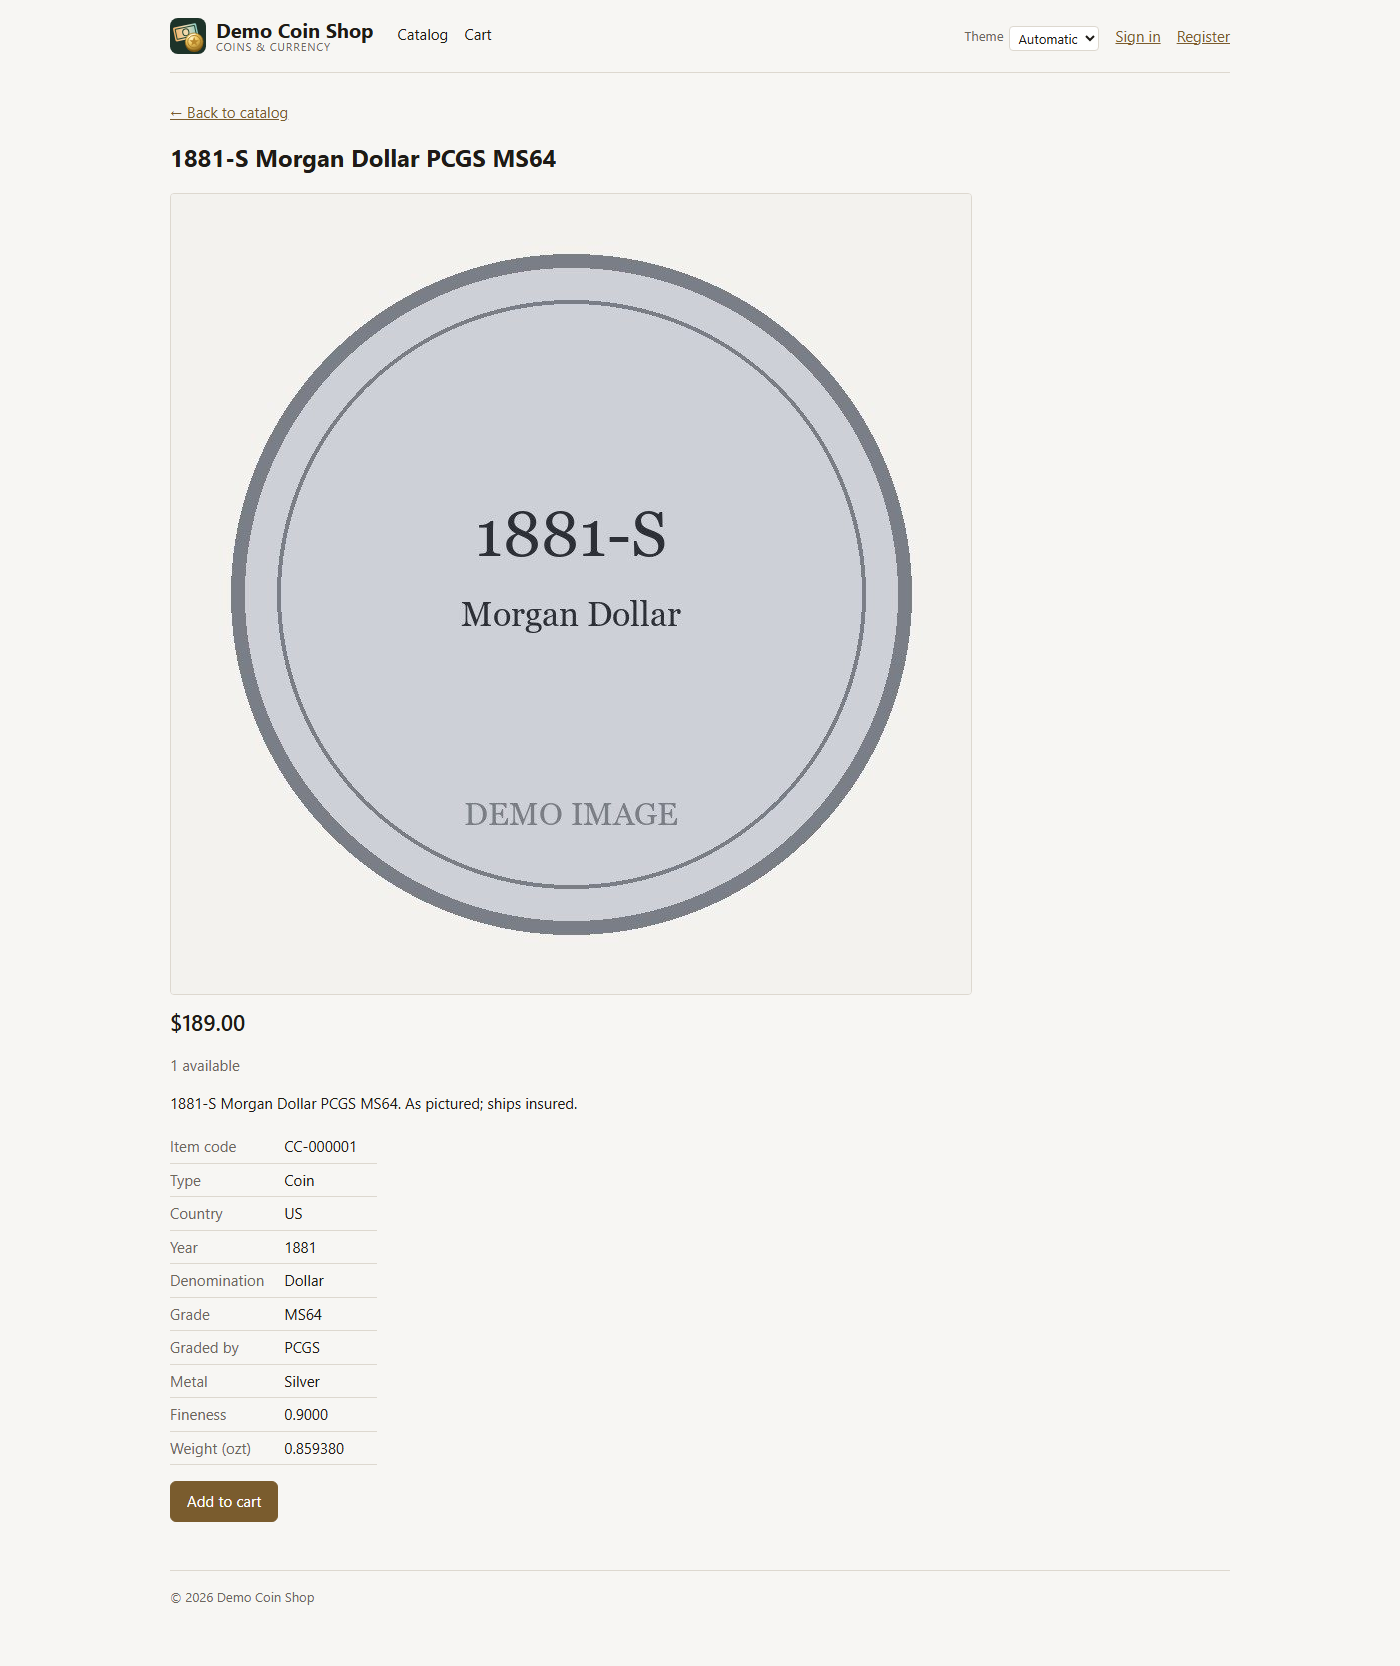 Demo Coin Shop
COINS & CURRENCY
Catalog Cart
Theme Automatic Sign in Register
← Back to catalog
1881-S Morgan Dollar PCGS MS64
1881-S
Morgan Dollar
DEMO IMAGE
$189.00
1 available
1881-S Morgan Dollar PCGS MS64. As pictured; ships insured.
Item code CC-000001
Type Coin
Country US
Year 1881
Denomination Dollar
Grade MS64
Graded by PCGS
Metal Silver
Fineness 0.9000
Weight (ozt) 0.859380
Add to cart
© 2026 Demo Coin Shop